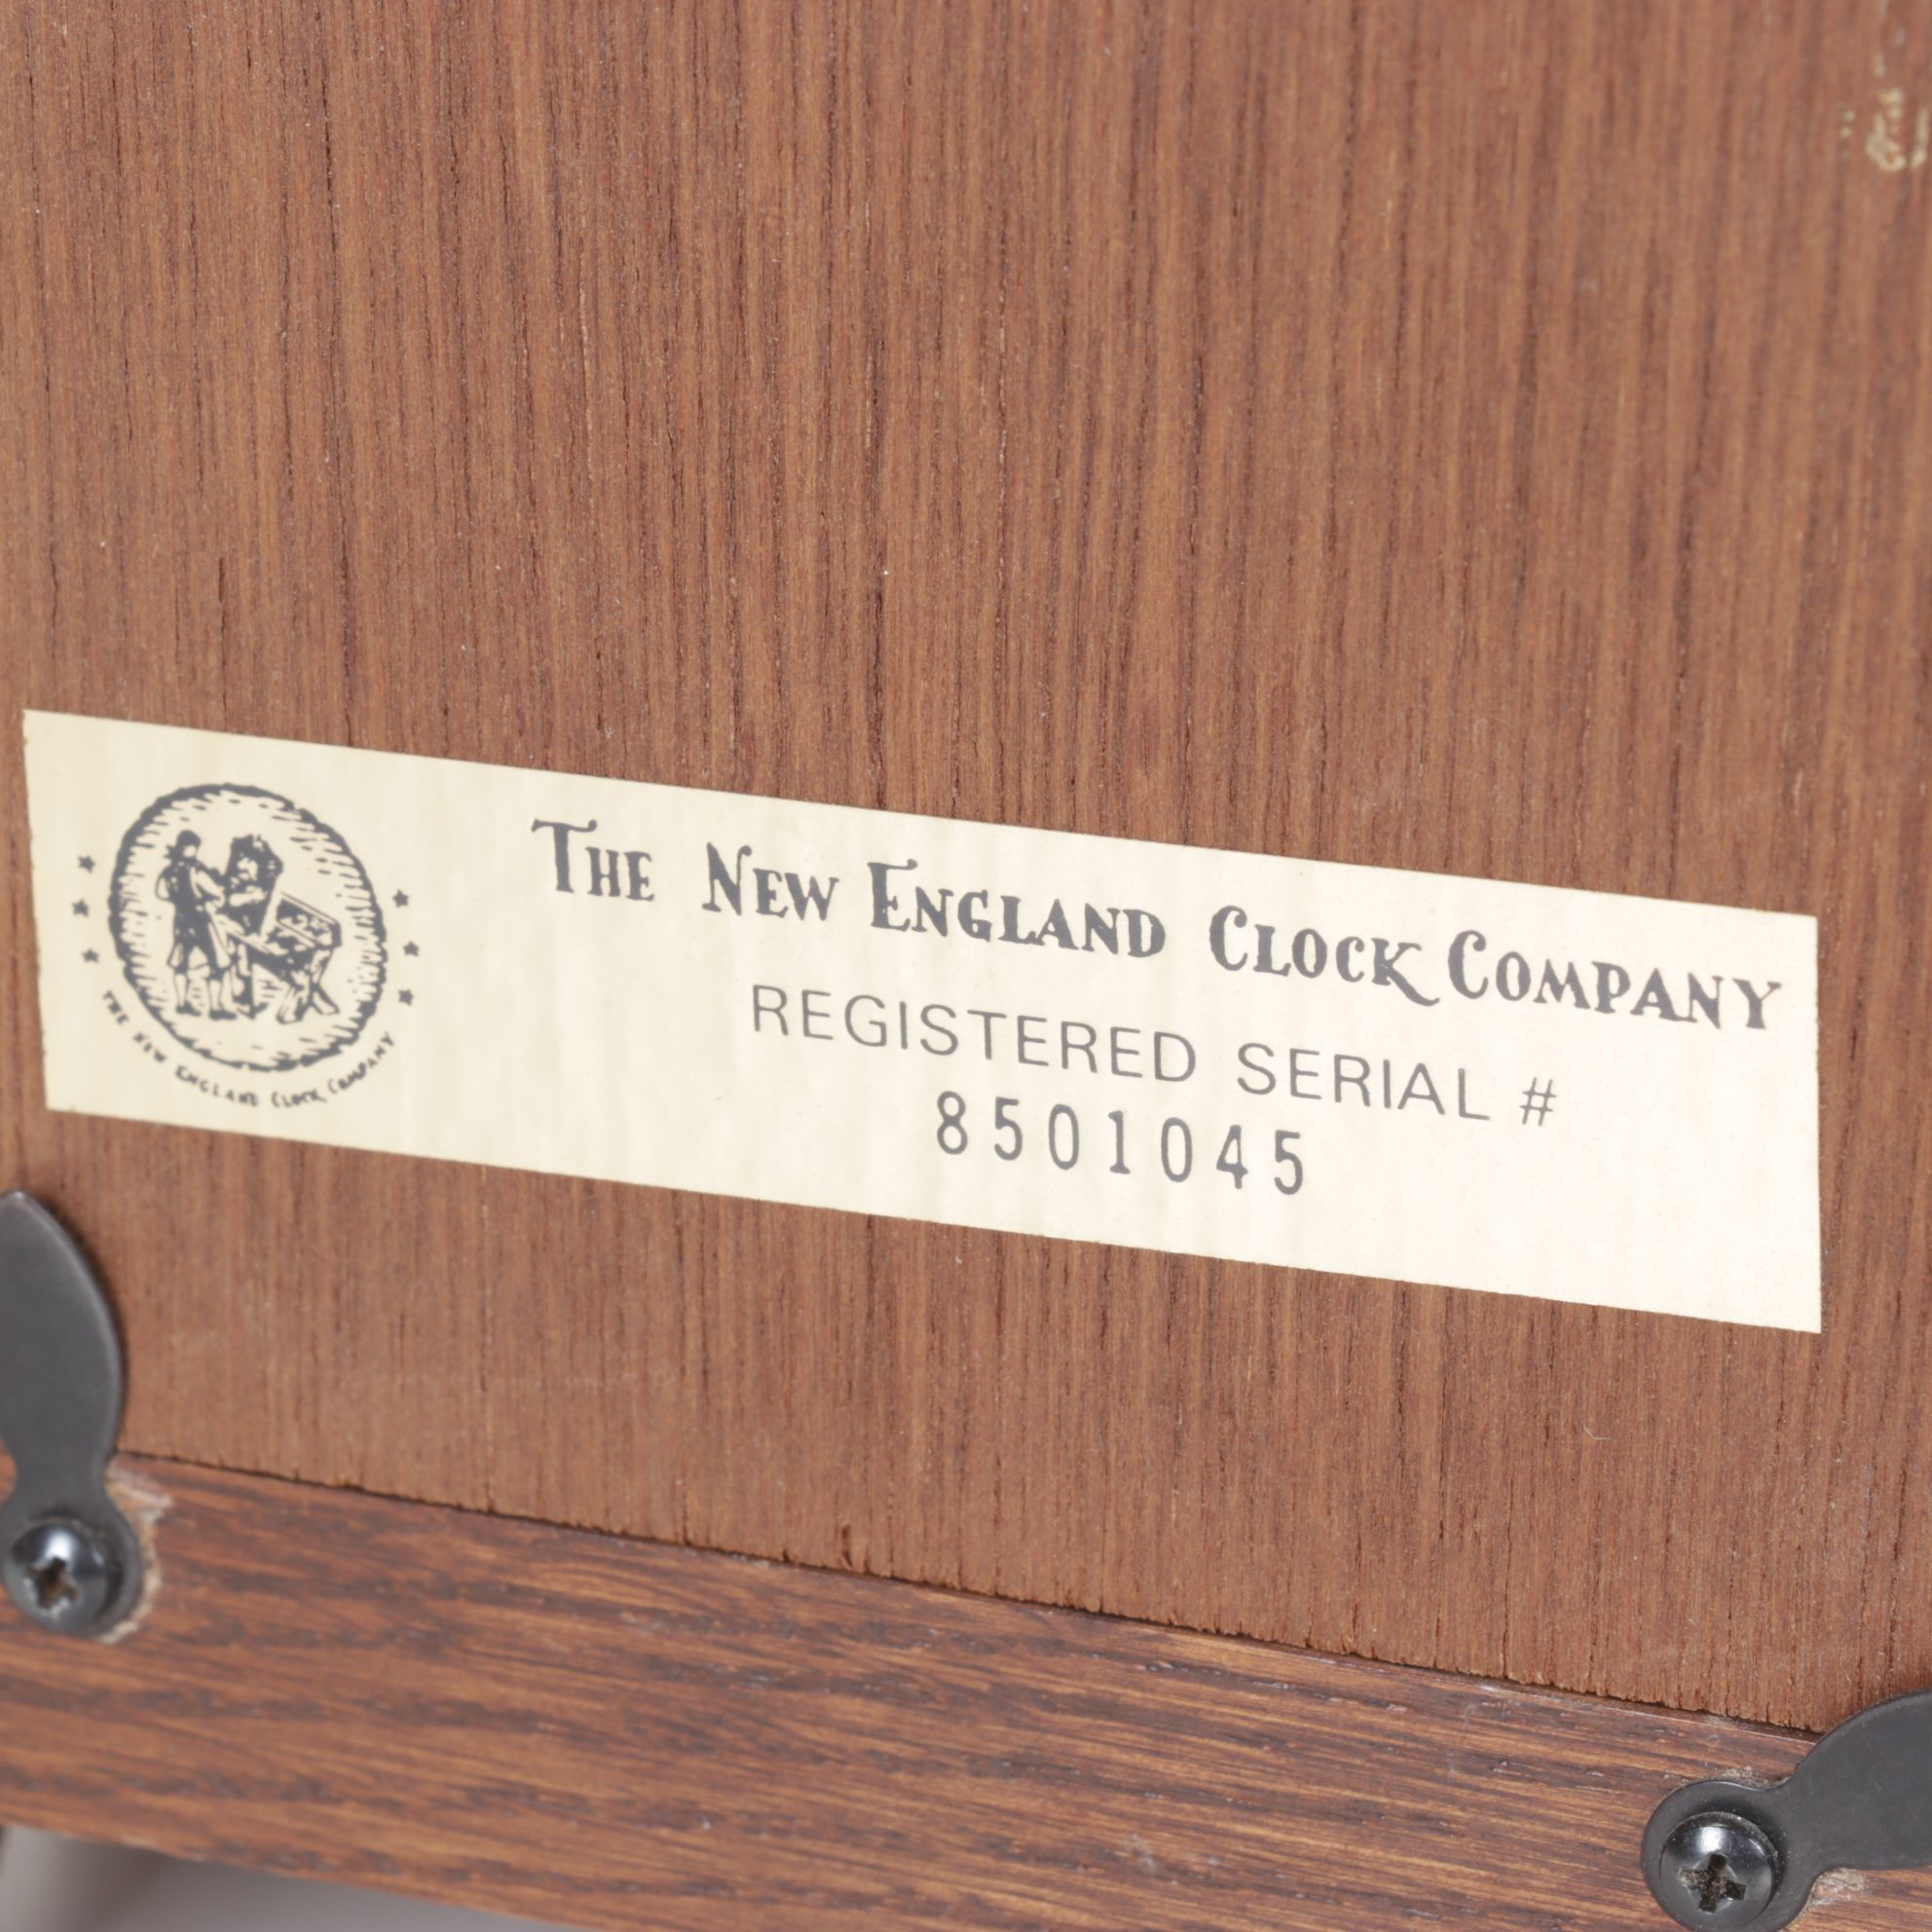 THE NEW ENGLAND CLOCK COMPANY
REGISTERED SERIAL #
8501045
THE NEW ENGLAND CLOCK COMPANY